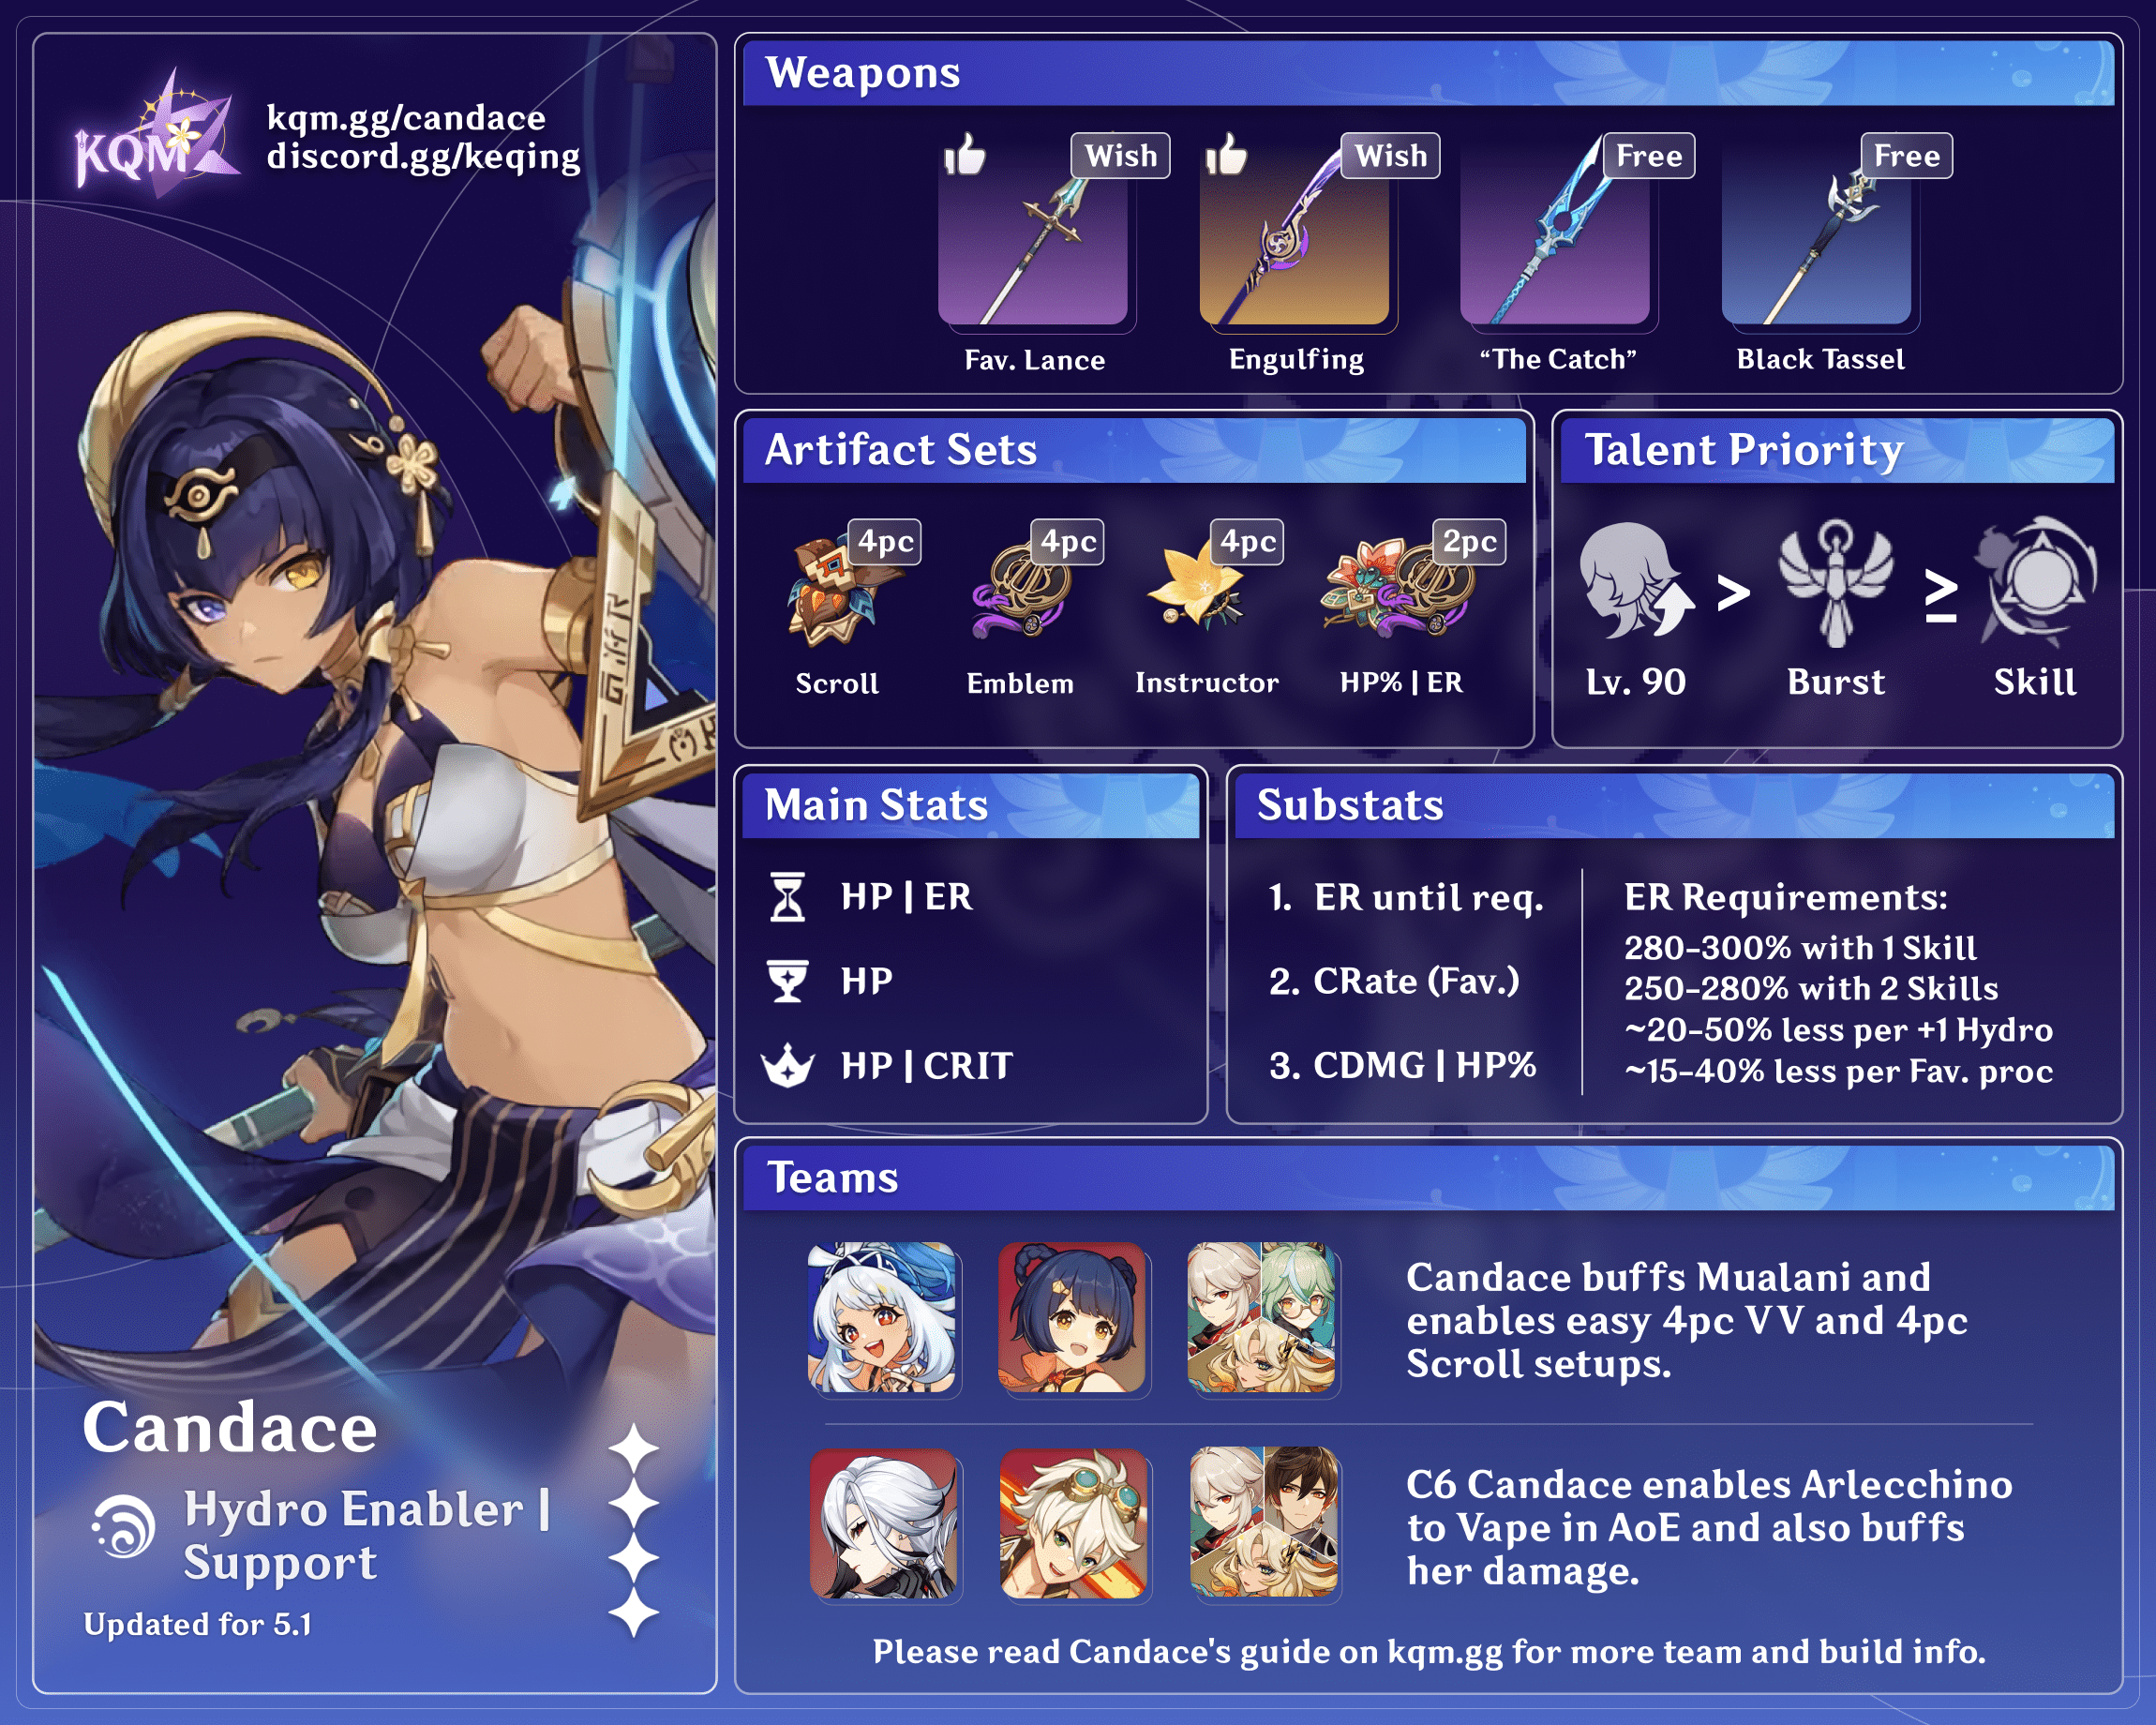 KQM
kqm.gg/candace
discord.gg/keqing
Candace
Hydro Enabler |
Support
Updated for 5.1
Weapons
Wish
Wish
Free
Free
Fav. Lance
Engulfing
“The Catch”
Black Tassel
Artifact Sets
4pc
4pc
4pc
2pc
Scroll
Emblem
Instructor
HP% | ER
Talent Priority
> ≥
Lv. 90
Burst
Skill
Main Stats
HP | ER
HP
HP | CRIT
Substats
1. ER until req.
2. CRate (Fav.)
3. CDMG | HP%
ER Requirements:
280-300% with 1 Skill
250-280% with 2 Skills
~20-50% less per +1 Hydro
~15-40% less per Fav. proc
Teams
Candace buffs Mualani and
enables easy 4pc VV and 4pc
Scroll setups.
C6 Candace enables Arlecchino
to Vape in AoE and also buffs
her damage.
Please read Candace's guide on kqm.gg for more team and build info.